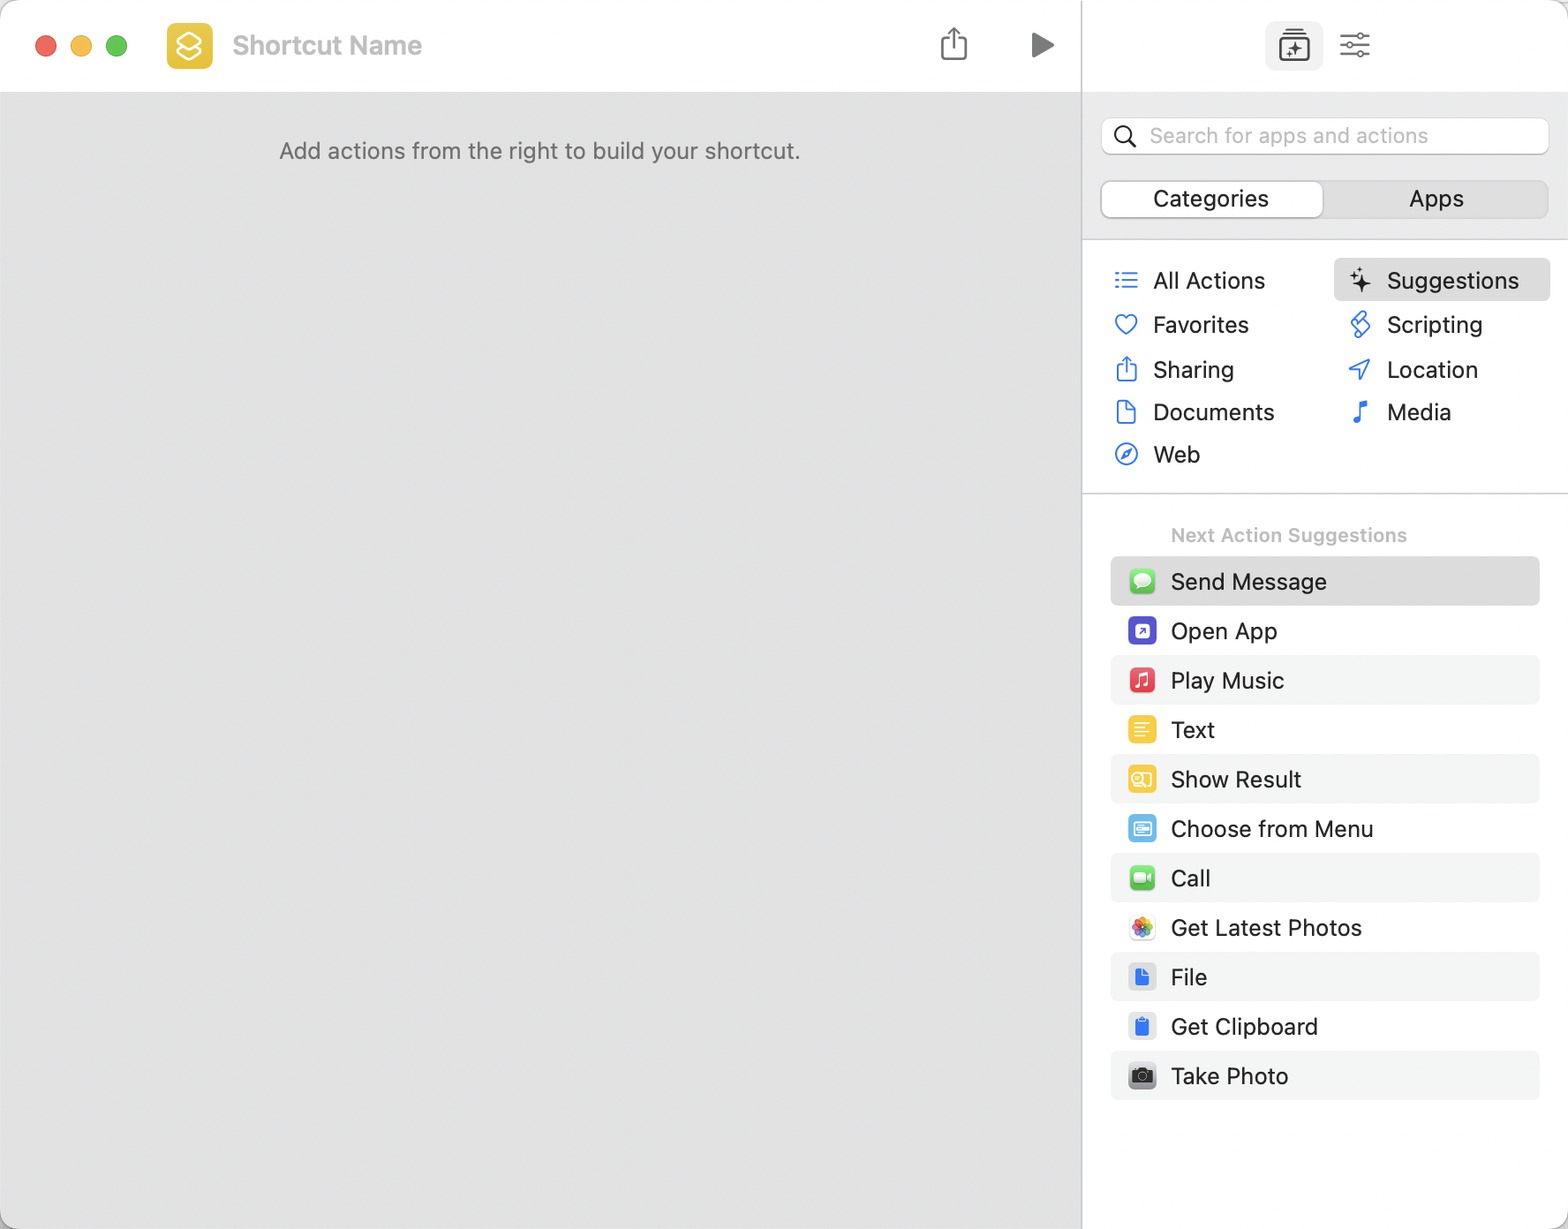 Shortcut Name
Add actions from the right to build your shortcut.
Search for apps and actions
Categories
Apps
All Actions
Suggestions
Favorites
Scripting
Sharing
Location
Documents
Media
Web
Next Action Suggestions
Send Message
Open App
Play Music
Text
Show Result
Choose from Menu
Call
Get Latest Photos
File
Get Clipboard
Take Photo